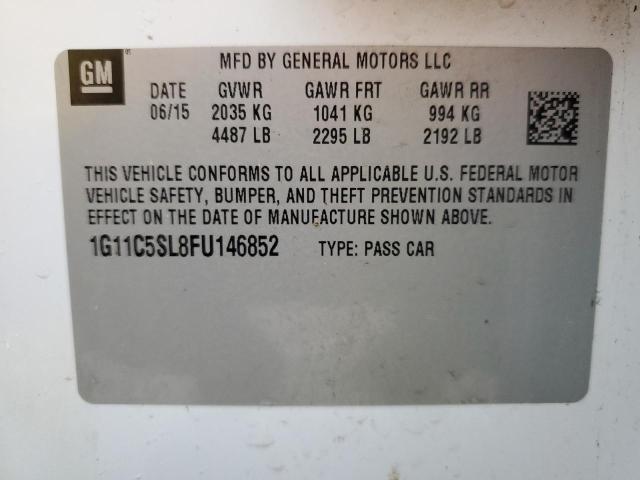 GM ®
MFD BY GENERAL MOTORS LLC
DATE GVWR GAWR FRT GAWR RR
06/15 2035 KG 1041 KG 994 KG
4487 LB 2295 LB 2192 LB
THIS VEHICLE CONFORMS TO ALL APPLICABLE U.S. FEDERAL MOTOR
VEHICLE SAFETY, BUMPER, AND THEFT PREVENTION STANDARDS IN
EFFECT ON THE DATE OF MANUFACTURE SHOWN ABOVE.
1G11C5SL8FU146852 TYPE: PASS CAR